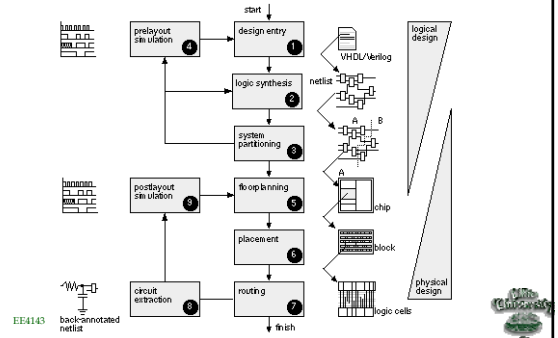 start
prelayout
simulation
4
design entry
1
VHDL/Verilog
logical
design
logic synthesis
2
netlist
system
partitioning
3
A
B
A
postlayout
simulation
9
floorplanning
5
chip
placement
6
block
circuit
extraction
8
routing
7
logic cells
physical
design
EE4143
back-annotated
netlist
finish
University